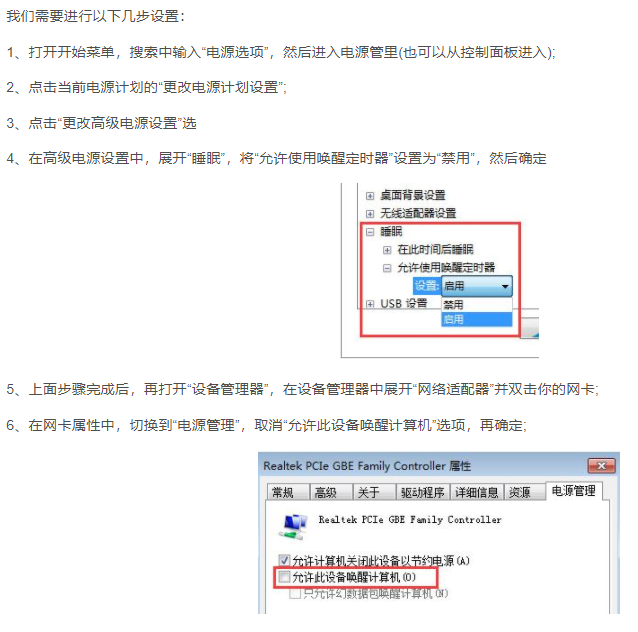 我们需要进行以下几步设置：
1、打开开始菜单，搜索中输入“电源选项”，然后进入电源管里(也可以从控制面板进入);
2、点击当前电源计划的“更改电源计划设置”;
3、点击“更改高级电源设置”选
4、在高级电源设置中，展开“睡眠”，将“允许使用唤醒定时器”设置为“禁用”，然后确定
桌面背景设置
无线适配器设置
睡眠
在此时间后睡眠
允许使用唤醒定时器
设置: 启用
USB 设置 禁用
启用
5、上面步骤完成后，再打开“设备管理器”，在设备管理器中展开“网络适配器”并双击你的网卡;
6、在网卡属性中，切换到“电源管理”，取消“允许此设备唤醒计算机”选项，再确定;
Realtek PCIe GBE Family Controller 属性
常规 高级 关于 驱动程序 详细信息 资源 电源管理
Realtek PCIe GBE Family Controller
允许计算机关闭此设备以节约电源(A)
允许此设备唤醒计算机(O)
只允许幻数据包唤醒计算机(N)